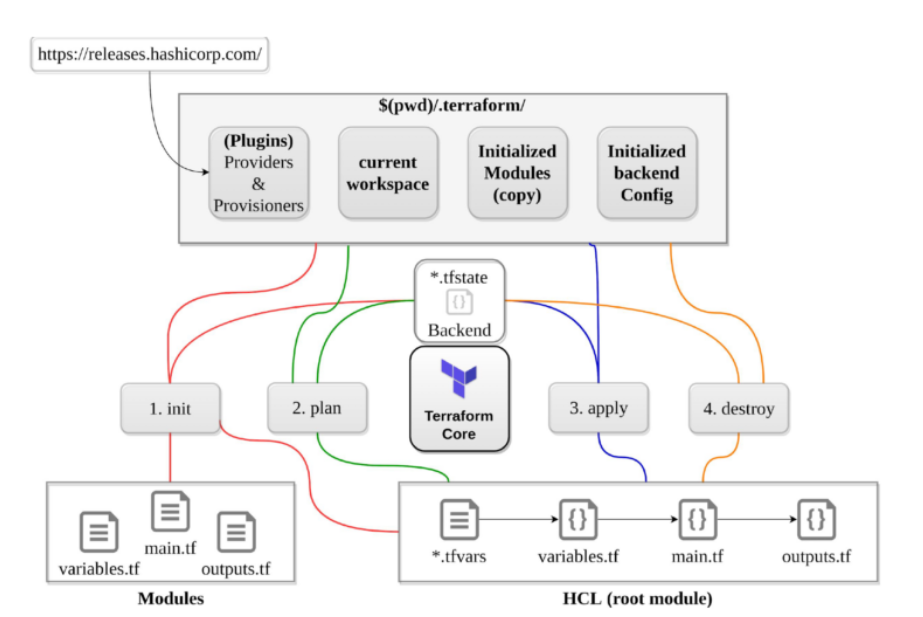 https://releases.hashicorp.com/
$(pwd)/.terraform/
(Plugins)
Providers
&
Provisioners
current
workspace
Initialized
Modules
(copy)
Initialized
backend
Config
*.tfstate
{}
Backend
Terraform
Core
1. init
2. plan
3. apply
4. destroy
variables.tf
main.tf
outputs.tf
Modules
*.tfvars
{}
variables.tf
{}
main.tf
{}
outputs.tf
HCL (root module)